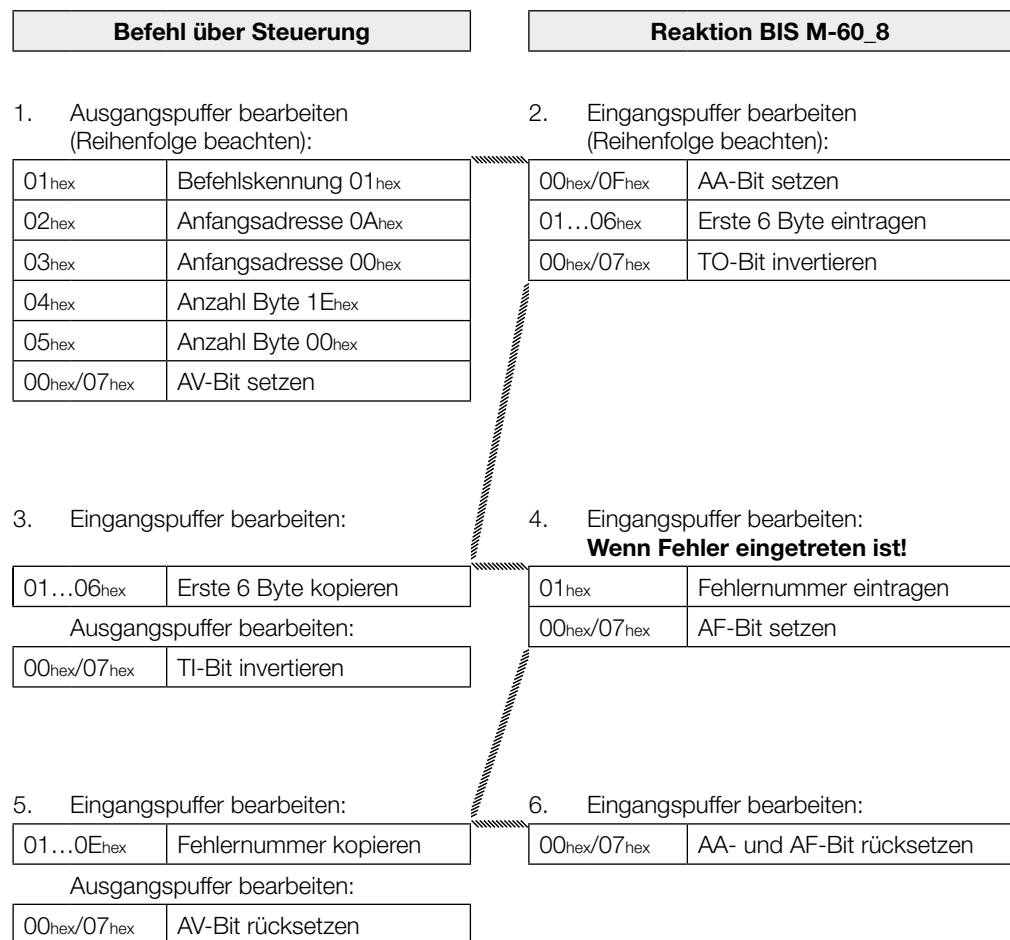 Befehl über Steuerung
Reaktion BIS M-60_8
1. Ausgangspuffer bearbeiten
(Reihenfolge beachten):
01hex Befehlskennung 01hex
02hex Anfangsadresse 0Ahex
03hex Anfangsadresse 00hex
04hex Anzahl Byte 1Ehex
05hex Anzahl Byte 00hex
00hex/07hex AV-Bit setzen
2. Eingangspuffer bearbeiten
(Reihenfolge beachten):
00hex/0Fhex AA-Bit setzen
01…06hex Erste 6 Byte eintragen
00hex/07hex TO-Bit invertieren
3. Eingangspuffer bearbeiten:
01…06hex Erste 6 Byte kopieren
Ausgangspuffer bearbeiten:
00hex/07hex TI-Bit invertieren
4. Eingangspuffer bearbeiten:
Wenn Fehler eingetreten ist!
01hex Fehlernummer eintragen
00hex/07hex AF-Bit setzen
5. Eingangspuffer bearbeiten:
01…0Ehex Fehlernummer kopieren
Ausgangspuffer bearbeiten:
00hex/07hex AV-Bit rücksetzen
6. Eingangspuffer bearbeiten:
00hex/07hex AA- und AF-Bit rücksetzen